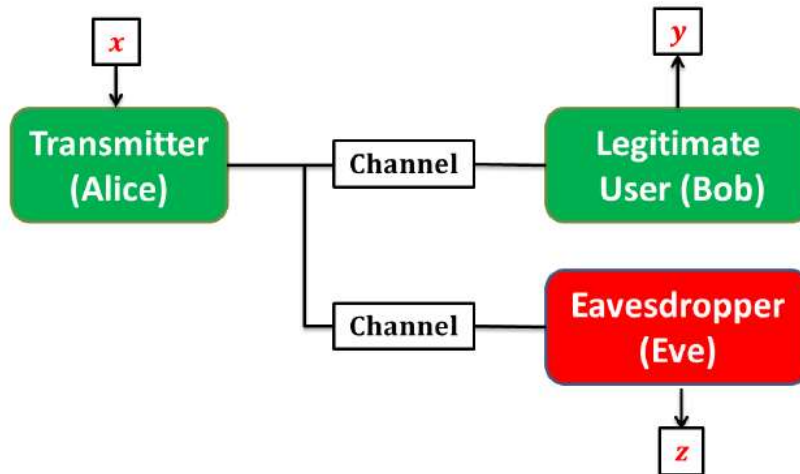 x
y
Transmitter
(Alice)
Channel
Legitimate
User (Bob)
Channel
Eavesdropper
(Eve)
z